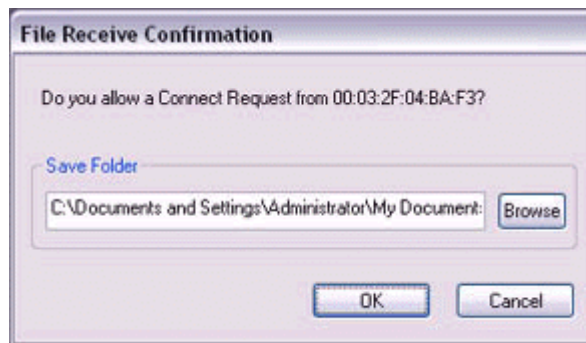 File Receive Confirmation
Do you allow a Connect Request from 00:03:2F:04:BA:F3?
Save Folder
C:\Documents and Settings\Administrator\My Document:
Browse
OK
Cancel